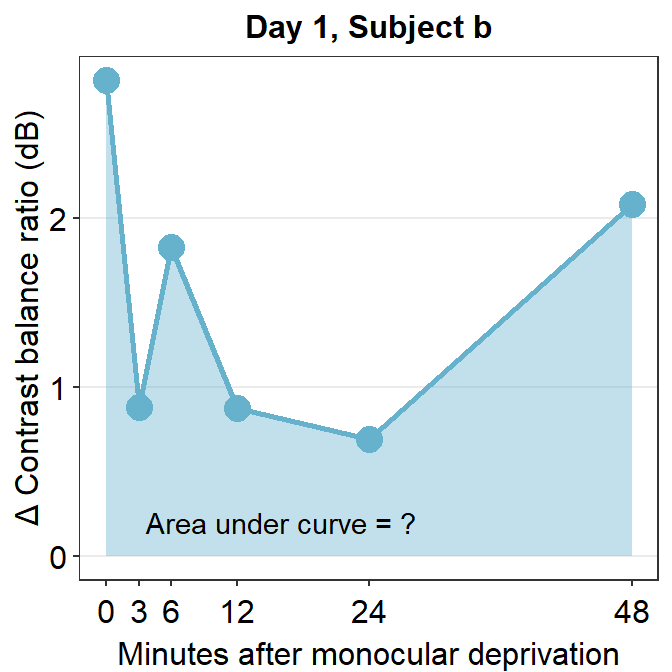 Day 1, Subject b
Δ Contrast balance ratio (dB)
2
1
0
Area under curve = ?
0 3 6 12 24 48
Minutes after monocular deprivation